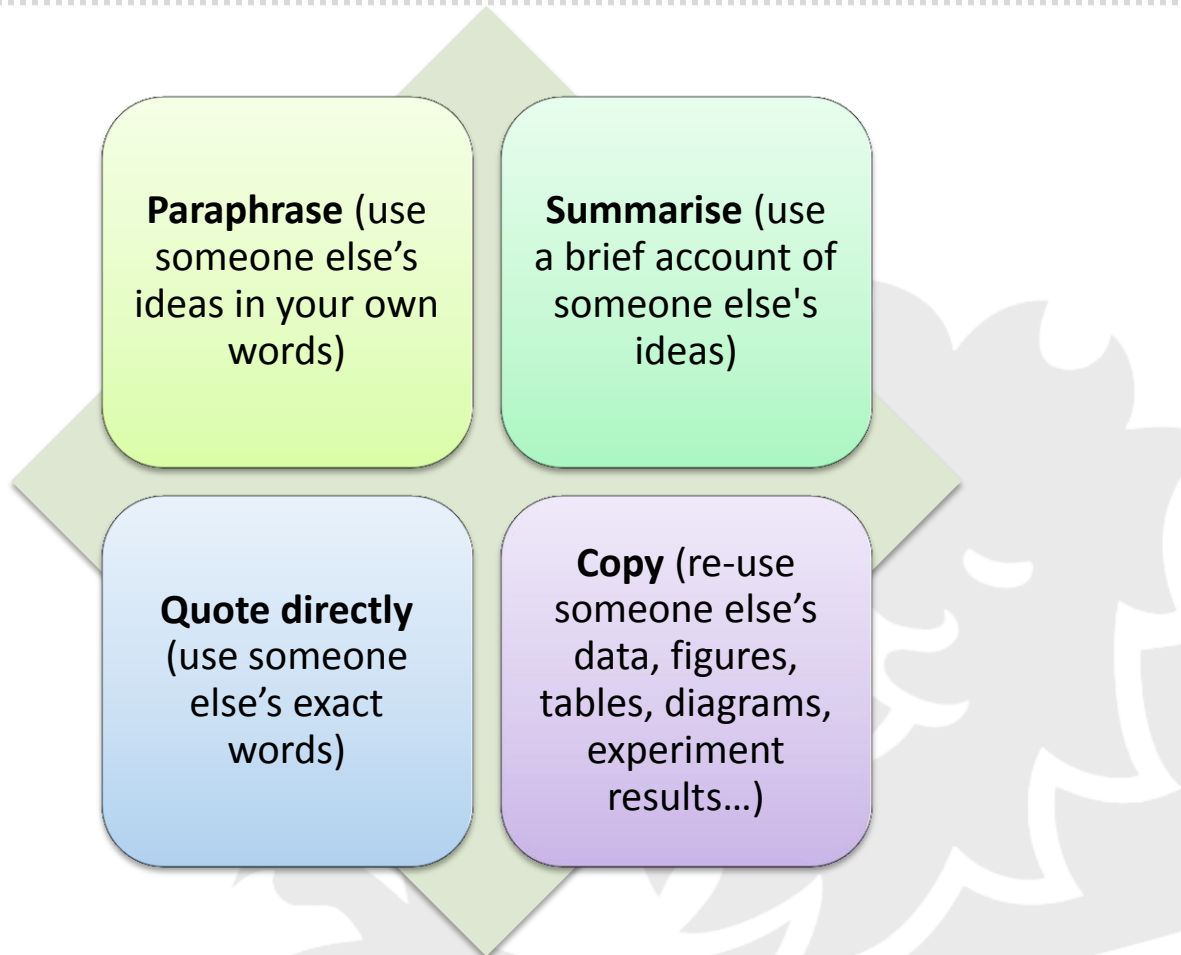 Paraphrase (use
someone else’s
ideas in your own
words)
Summarise (use
a brief account of
someone else's
ideas)
Quote directly
(use someone
else’s exact
words)
Copy (re-use
someone else’s
data, figures,
tables, diagrams,
experiment
results…)